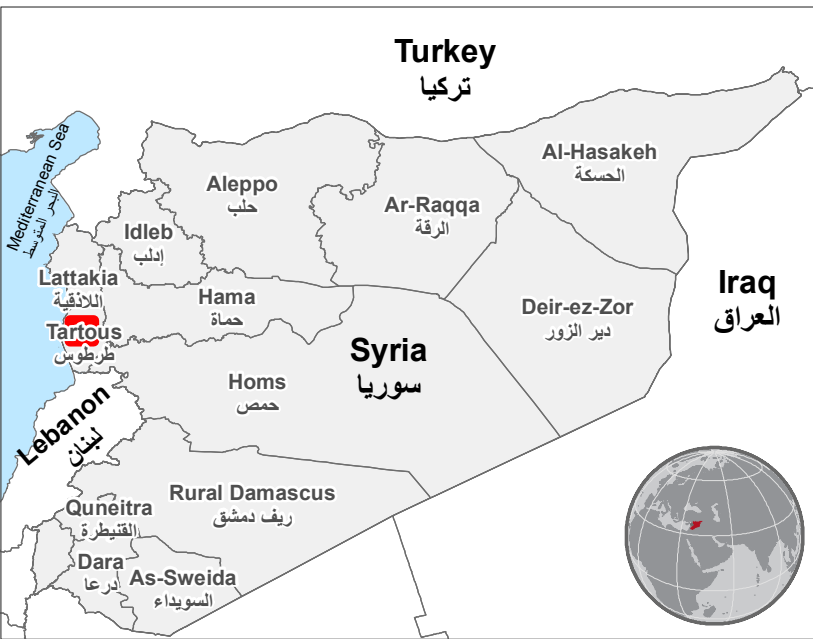 Turkey
تركيا
Mediterranean Sea
البحر المتوسط
Al-Hasakeh
الحسكة
Aleppo
حلب
Ar-Raqqa
الرقة
Idleb
إدلب
Lattakia
اللاذقية
Hama
حماة
Iraq
العراق
Deir-ez-Zor
دير الزور
Tartous
طرطوس
Syria
سوريا
Homs
حمص
Lebanon
لبنان
Rural Damascus
ريف دمشق
Quneitra
القنيطرة
Dara
درعا
As-Sweida
السويداء